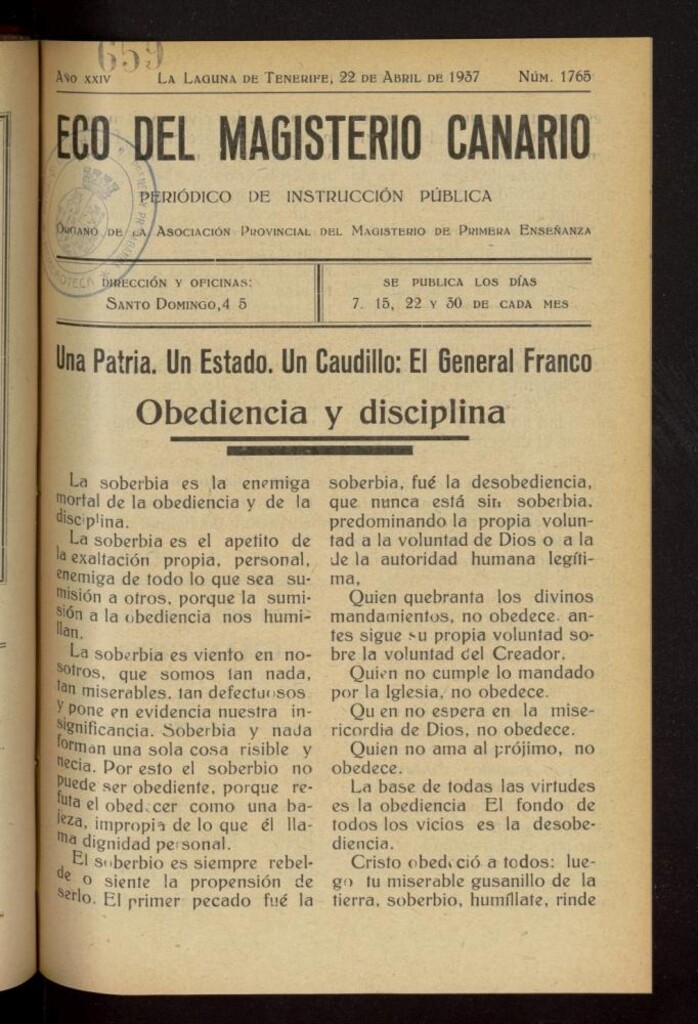 659
Año XXIV La Laguna de Tenerife, 22 de Abril de 1937 Núm. 1765
ECO DEL MAGISTERIO CANARIO
PERIÓDICO DE INSTRUCCIÓN PÚBLICA
Órgano de la Asociación Provincial del Magisterio de Primera Enseñanza
DIRECCIÓN Y OFICINAS:
Santo Domingo, 4 5
SE PUBLICA LOS DÍAS
7. 15, 22 Y 30 DE CADA MES
Una Patria. Un Estado. Un Caudillo: El General Franco
Obediencia y disciplina
La soberbia es la enemiga
mortal de la obediencia y de la
disciplina.
La soberbia es el apetito de
la exaltación propia, personal,
enemiga de todo lo que sea su-
misión a otros, porque la sumi-
sión a la obediencia nos humi-
llan.
La soberbia es viento en no-
sotros, que somos tan nada,
tan miserables, tan defectuosos
y pone en evidencia nuestra in-
significancia. Soberbia y nada
forman una sola cosa risible y
necia. Por esto el soberbio no
puede ser obediente, porque re-
futa el obedecer como una ba-
jeza, impropia de lo que él lla-
ma dignidad personal.
El soberbio es siempre rebel-
de o siente la propensión de
serlo. El primer pecado fué la
soberbia, fué la desobediencia,
que nunca está sin soberbia,
predominando la propia volun-
tad a la voluntad de Dios o a la
de la autoridad humana legíti-
ma,
Quien quebranta los divinos
mandamientos, no obedece. an-
tes sigue su propia voluntad so-
bre la voluntad del Creador.
Quien no cumple lo mandado
por la Iglesia, no obedece.
Qu en no espera en la mise-
ricordia de Dios, no obedece.
Quien no ama al prójimo, no
obedece.
La base de todas las virtudes
es la obediencia El fondo de
todos los vicios es la desobe-
diencia.
Cristo obedeció a todos: lue-
go tu miserable gusanillo de la
tierra, soberbio, humíllate, rinde